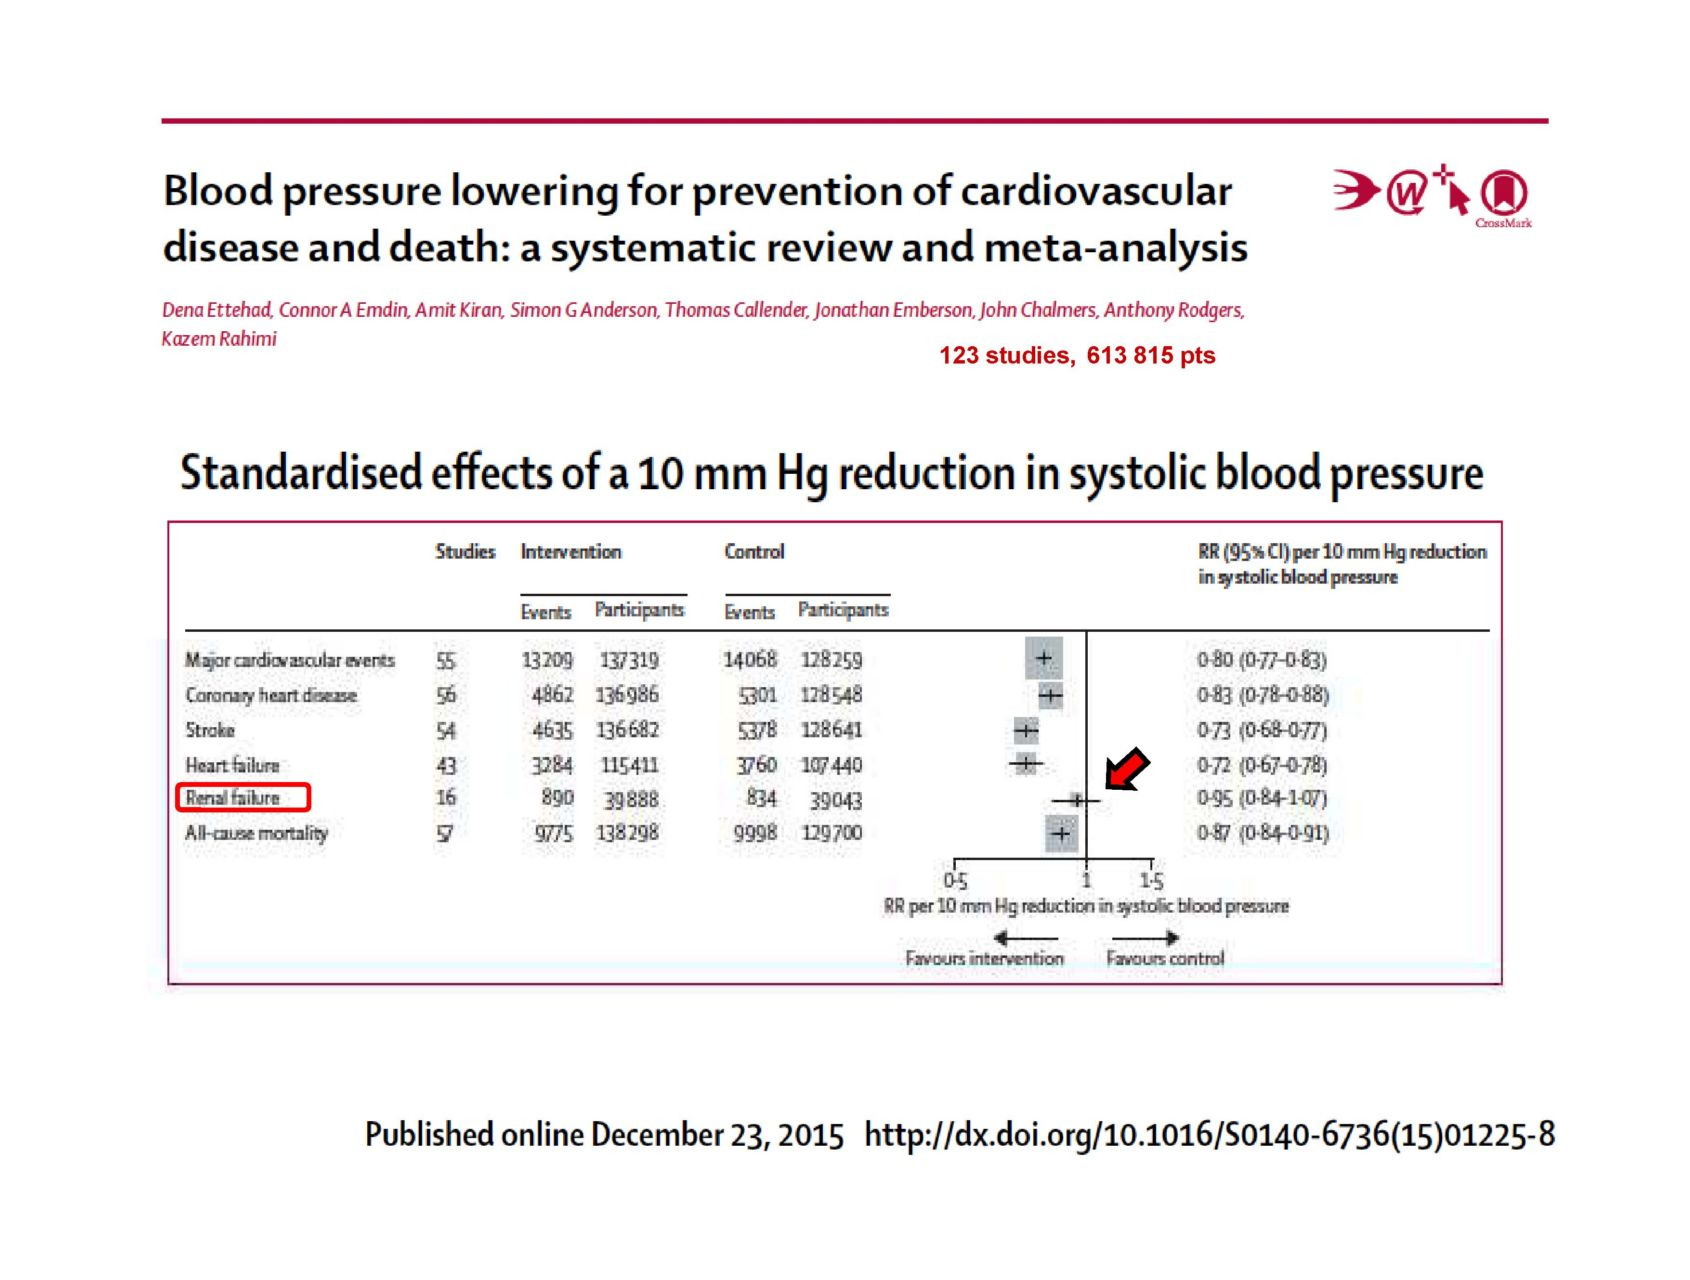 Blood pressure lowering for prevention of cardiovascular
disease and death: a systematic review and meta-analysis
CrossMark
Dena Ettehad, Connor A Emdin, Amit Kiran, Simon G Anderson, Thomas Callender, Jonathan Emberson, John Chalmers, Anthony Rodgers,
Kazem Rahimi
123 studies, 613 815 pts
Standardised effects of a 10 mm Hg reduction in systolic blood pressure
Studies Intervention Control RR (95% CI) per 10 mm Hg reduction
in systolic blood pressure
Events Participants Events Participants
Major cardiovascular events 55 13209 137319 14068 128259 0·80 (0·77–0·83)
Coronary heart disease 56 4862 136986 5301 128548 0·83 (0·78–0·88)
Stroke 54 4635 136682 5378 128641 0·73 (0·68–0·77)
Heart failure 43 3284 115411 3760 107440 0·72 (0·67–0·78)
Renal failure 16 890 39888 834 39043 0·95 (0·84–1·07)
All-cause mortality 57 9775 138298 9998 129700 0·87 (0·84–0·91)
0·5 1 1·5
RR per 10 mm Hg reduction in systolic blood pressure
Favours intervention Favours control
Published online December 23, 2015 http://dx.doi.org/10.1016/S0140-6736(15)01225-8